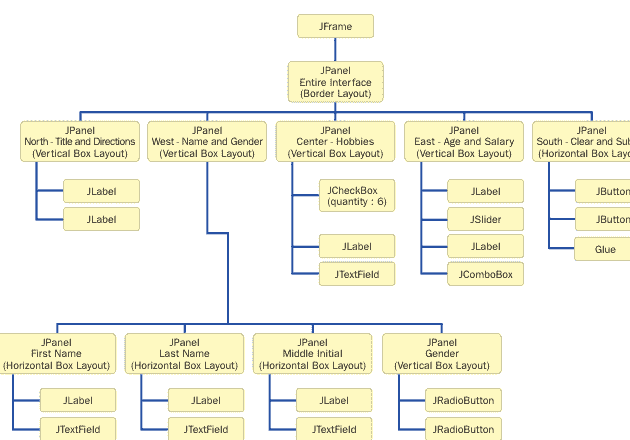 JFrame
JPanel
Entire Interface
(Border Layout)
JPanel
North - Title and Directions
(Vertical Box Layout)
JPanel
West - Name and Gender
(Vertical Box Layout)
JPanel
Center - Hobbies
(Vertical Box Layout)
JPanel
East - Age and Salary
(Vertical Box Layout)
JPanel
South - Clear and Sub
(Horizontal Box Layo
JLabel
JLabel
JCheckBox
(quantity : 6)
JLabel
JTextField
JLabel
JSlider
JLabel
JComboBox
JButton
JButton
Glue
JPanel
First Name
(Horizontal Box Layout)
JPanel
Last Name
(Horizontal Box Layout)
JPanel
Middle Initial
(Horizontal Box Layout)
JPanel
Gender
(Vertical Box Layout)
JLabel
JTextField
JLabel
JTextField
JLabel
JTextField
JRadioButton
JRadioButton